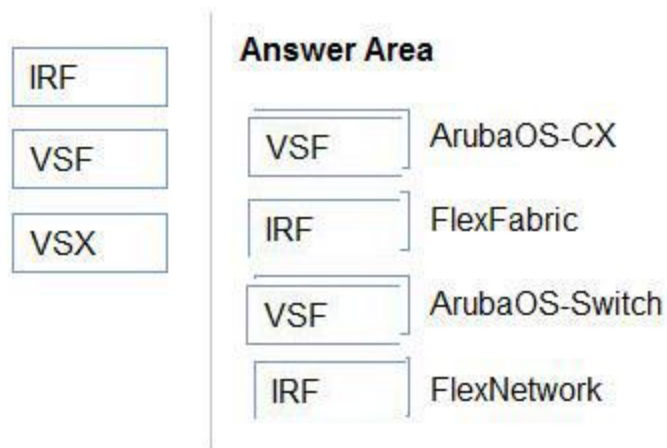 IRF
VSF
VSX
Answer Area
VSF ArubaOS-CX
IRF FlexFabric
VSF ArubaOS-Switch
IRF FlexNetwork